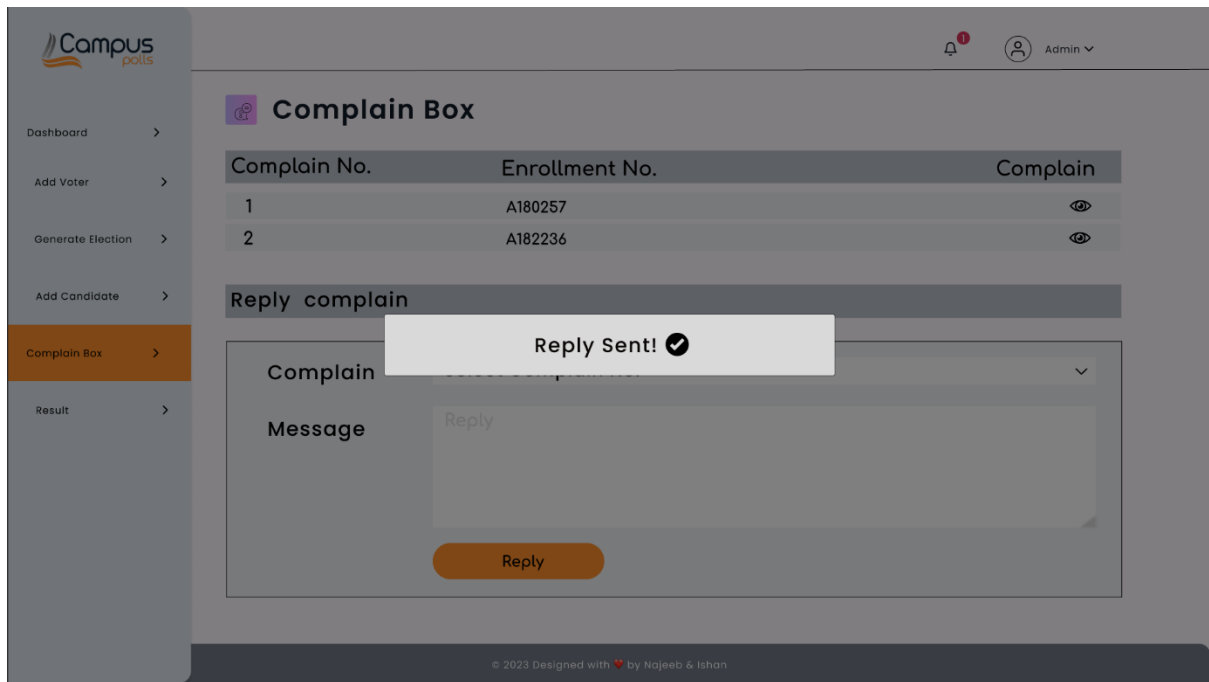 Campus
polls
1
Admin
Dashboard
Add Voter
Generate Election
Add Candidate
Complain Box
Result
Complain Box
Complain No. Enrollment No. Complain
1 A180257
2 A182236
Reply complain
Reply Sent!
Complain
Message Reply
Reply
© 2023 Designed with ❤ by Najeeb & Ishan